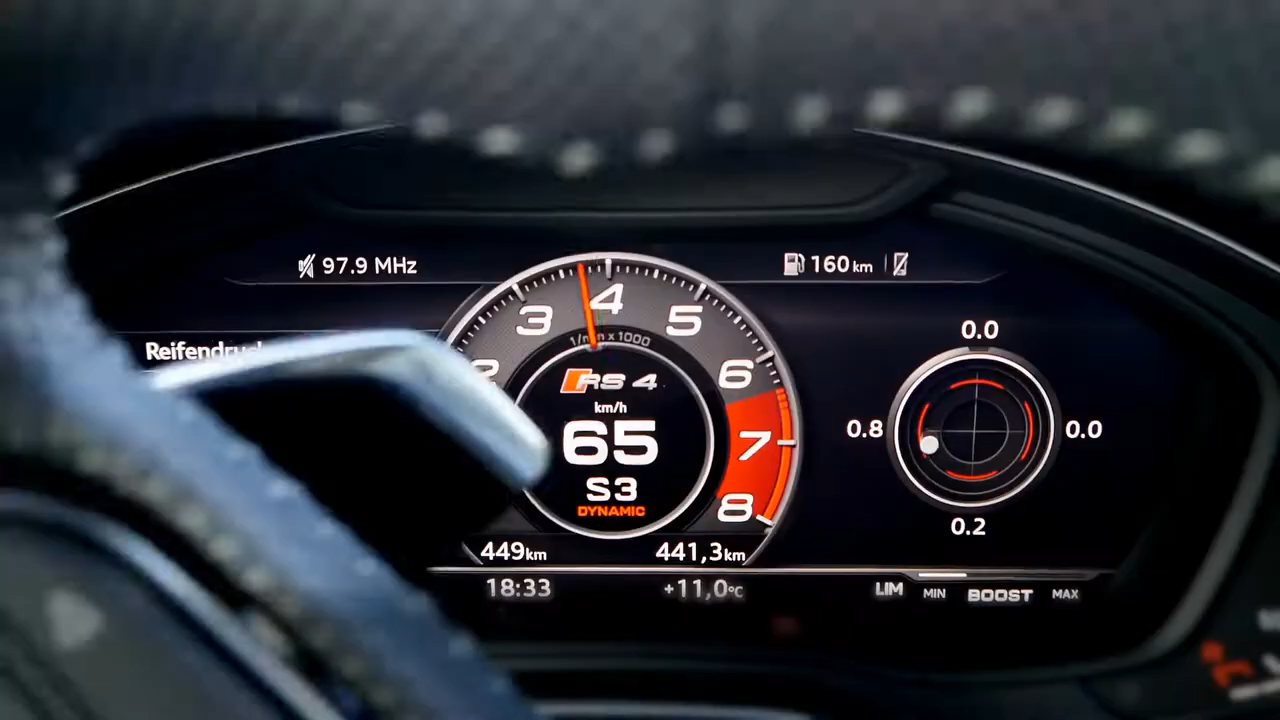 97.9 MHz
160 km
3
4
5
6
7
8
1/min x 1000
RS 4
km/h
65
S3
DYNAMIC
0.0
0.8
0.0
0.2
449km
441,3km
18:33
+11,0°C
LIM
MIN
BOOST
MAX